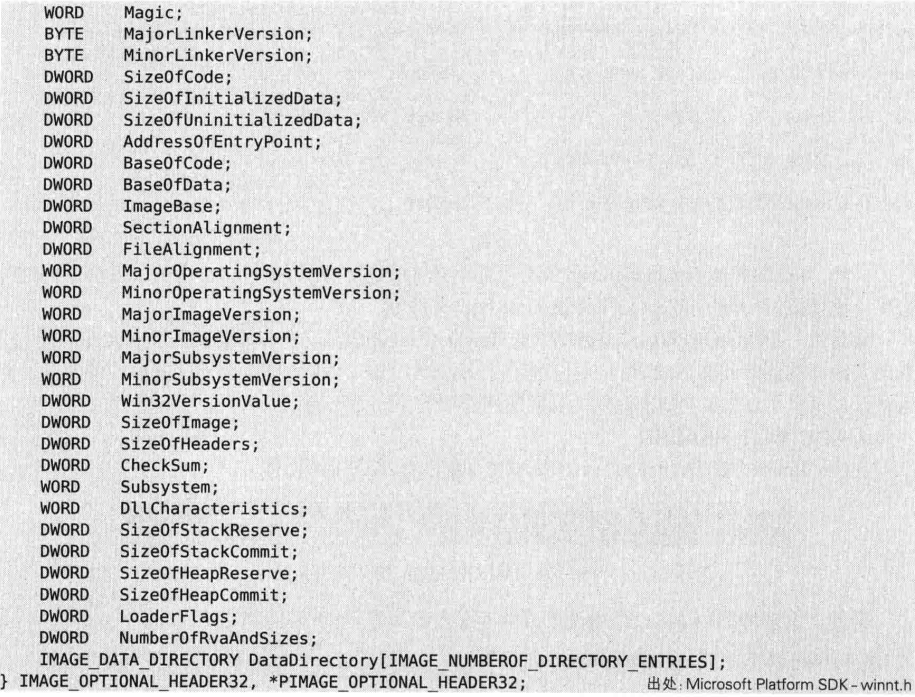 WORD Magic;
BYTE MajorLinkerVersion;
BYTE MinorLinkerVersion;
DWORD SizeOfCode;
DWORD SizeOfInitializedData;
DWORD SizeOfUninitializedData;
DWORD AddressOfEntryPoint;
DWORD BaseOfCode;
DWORD BaseOfData;
DWORD ImageBase;
DWORD SectionAlignment;
DWORD FileAlignment;
WORD MajorOperatingSystemVersion;
WORD MinorOperatingSystemVersion;
WORD MajorImageVersion;
WORD MinorImageVersion;
WORD MajorSubsystemVersion;
WORD MinorSubsystemVersion;
DWORD Win32VersionValue;
DWORD SizeOfImage;
DWORD SizeOfHeaders;
DWORD CheckSum;
WORD Subsystem;
WORD DllCharacteristics;
DWORD SizeOfStackReserve;
DWORD SizeOfStackCommit;
DWORD SizeOfHeapReserve;
DWORD SizeOfHeapCommit;
DWORD LoaderFlags;
DWORD NumberOfRvaAndSizes;
IMAGE_DATA_DIRECTORY DataDirectory[IMAGE_NUMBEROF_DIRECTORY_ENTRIES];
} IMAGE_OPTIONAL_HEADER32, *PIMAGE_OPTIONAL_HEADER32; 出处: Microsoft Platform SDK - winnt.h